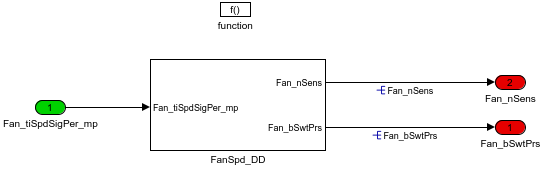 f()
function
Fan_nSens
2
1
Fan_tiSpdSigPer_mp
Fan_nSens
Fan_nSens
Fan_tiSpdSigPer_mp
Fan_bSwtPrs
1
Fan_bSwtPrs
Fan_bSwtPrs
FanSpd_DD